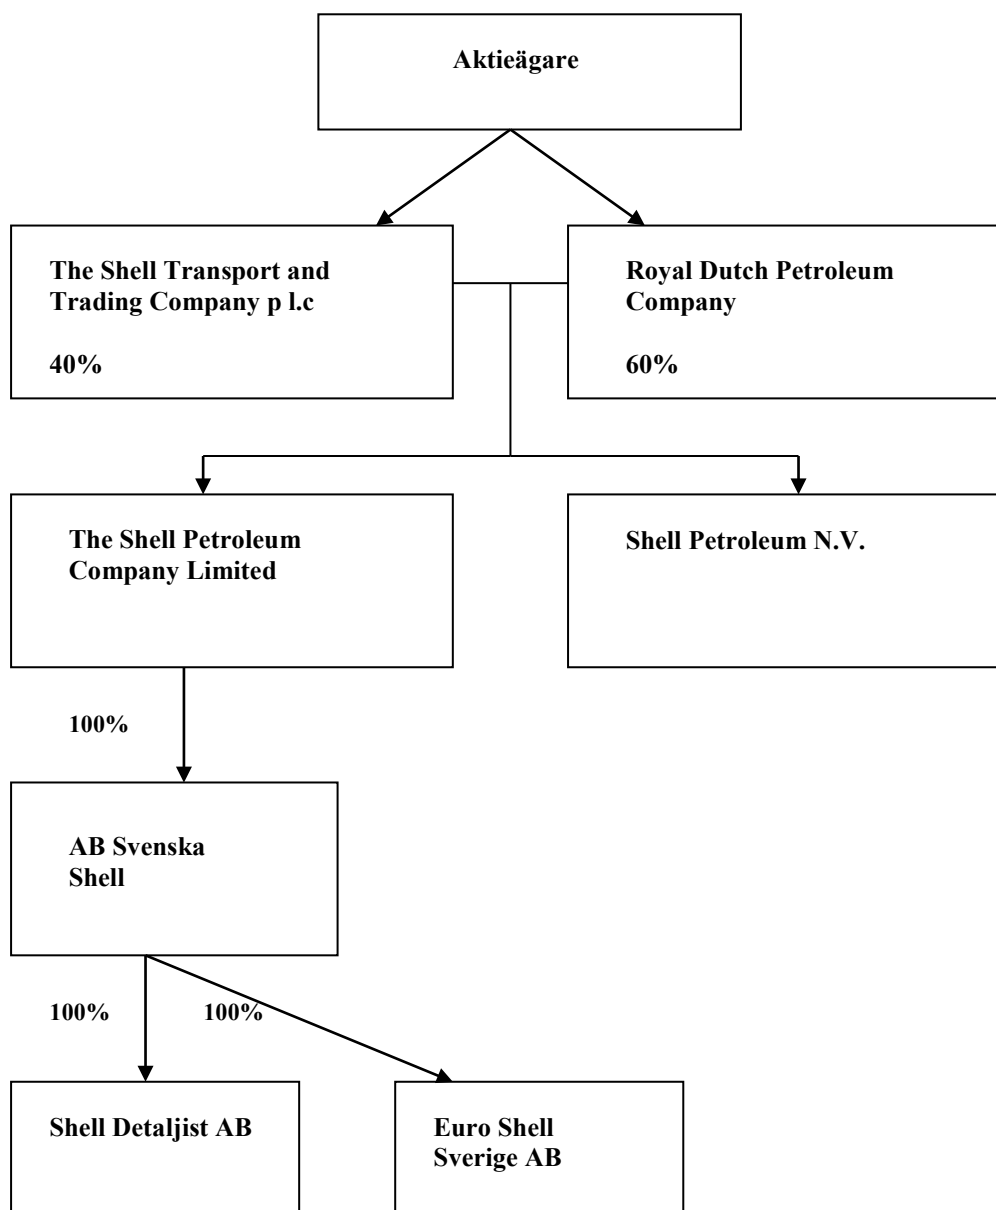 Aktieägare
The Shell Transport and
Trading Company p l.c
40%
Royal Dutch Petroleum
Company
60%
The Shell Petroleum
Company Limited
Shell Petroleum N.V.
100%
AB Svenska
Shell
100%
100%
Shell Detaljist AB
Euro Shell
Sverige AB